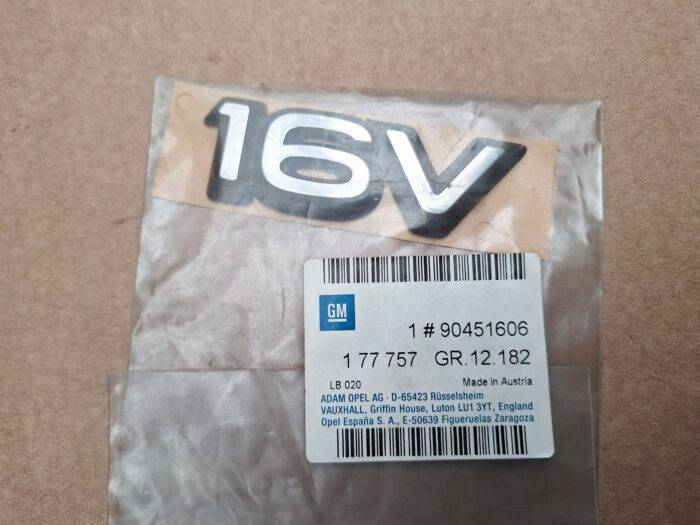 16V
GM
1 # 90451606
1 77 757 GR.12.182
LB 020 Made in Austria
ADAM OPEL AG · D-65423 Rüsselsheim
VAUXHALL, Griffin House, Luton LU1 3YT, England
Opel España S. A., E-50639 Figueruelas Zaragoza